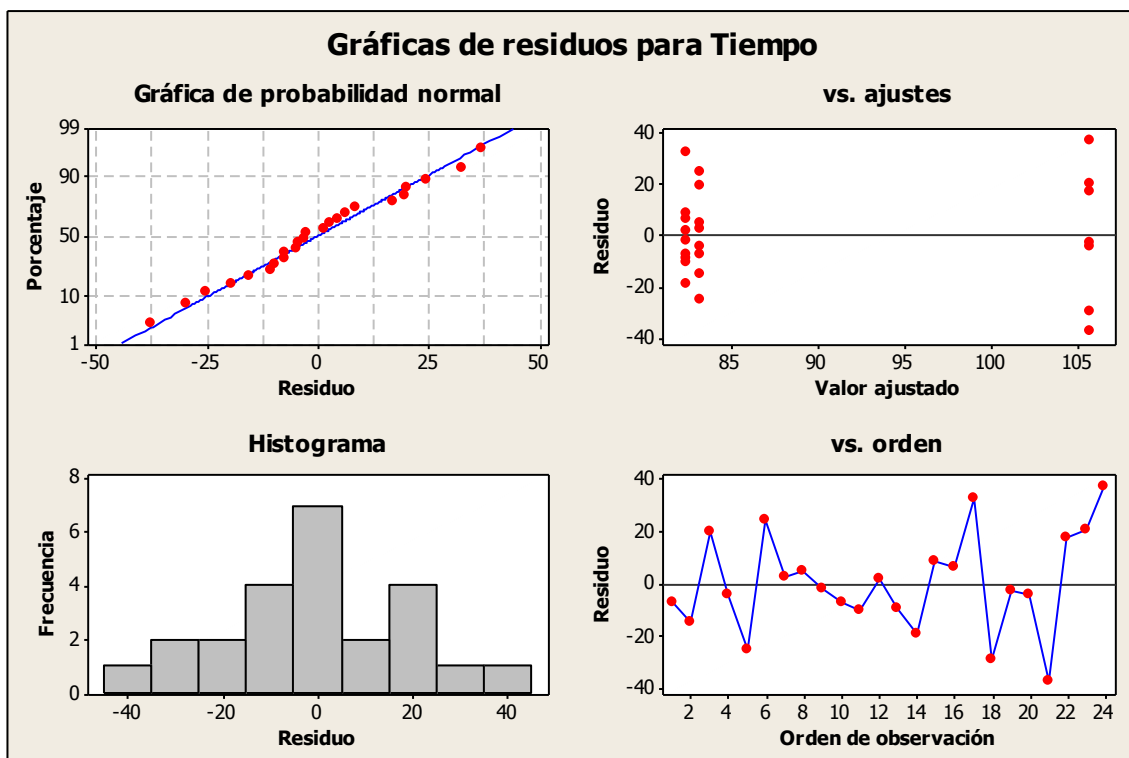 Gráficas de residuos para Tiempo
Gráfica de probabilidad normal
99
90
50
10
1
Porcentaje
-50 -25 0 25 50
Residuo
vs. ajustes
40
20
0
-20
-40
Residuo
85 90 95 100 105
Valor ajustado
Histograma
8
6
4
2
0
Frecuencia
-40 -20 0 20 40
Residuo
vs. orden
40
20
0
-20
-40
Residuo
2 4 6 8 10 12 14 16 18 20 22 24
Orden de observación